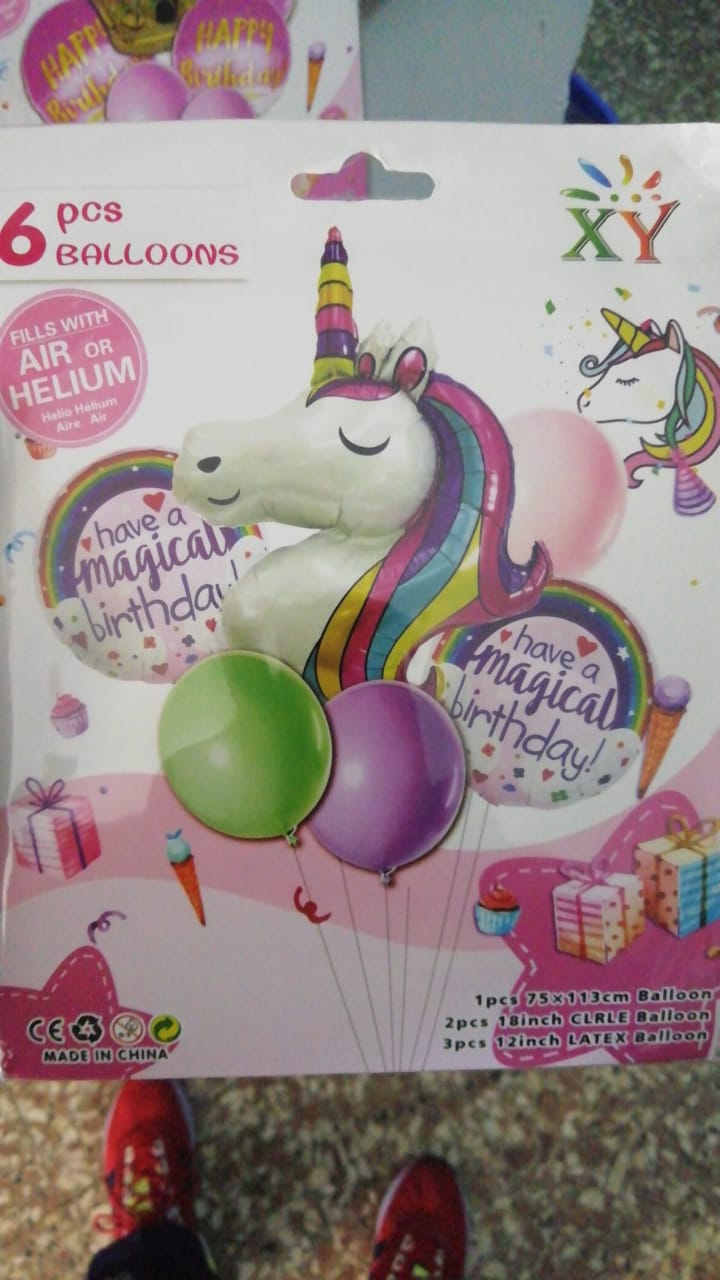 HAPPY
Birthday
HAPPY
Birthday
6 pcs
BALLOONS
XY
FILLS WITH
AIR OR
HELIUM
Helio Helium
Aire Air
have a
magical
birthday!
have a
magical
birthday!
1pcs 75×113cm Balloon
2pcs 18inch CLRLE Balloon
3pcs 12inch LATEX Balloon
CE
MADE IN CHINA